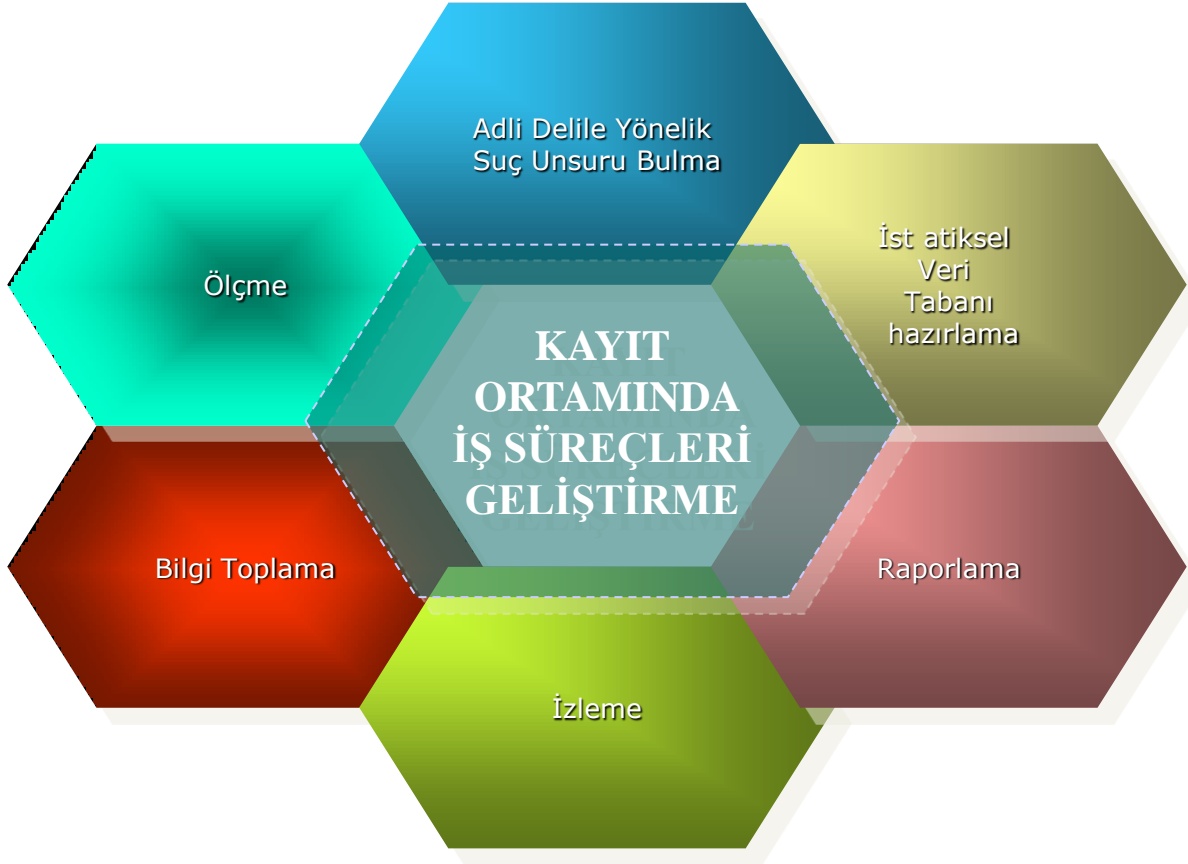 Adli Delile Yönelik
Suç Unsuru Bulma
İst atiksel
Veri
Tabanı
hazırlama
Ölçme
KAYIT
ORTAMINDA
İŞ SÜREÇLERİ
GELİŞTİRME
Bilgi Toplama
Raporlama
İzleme